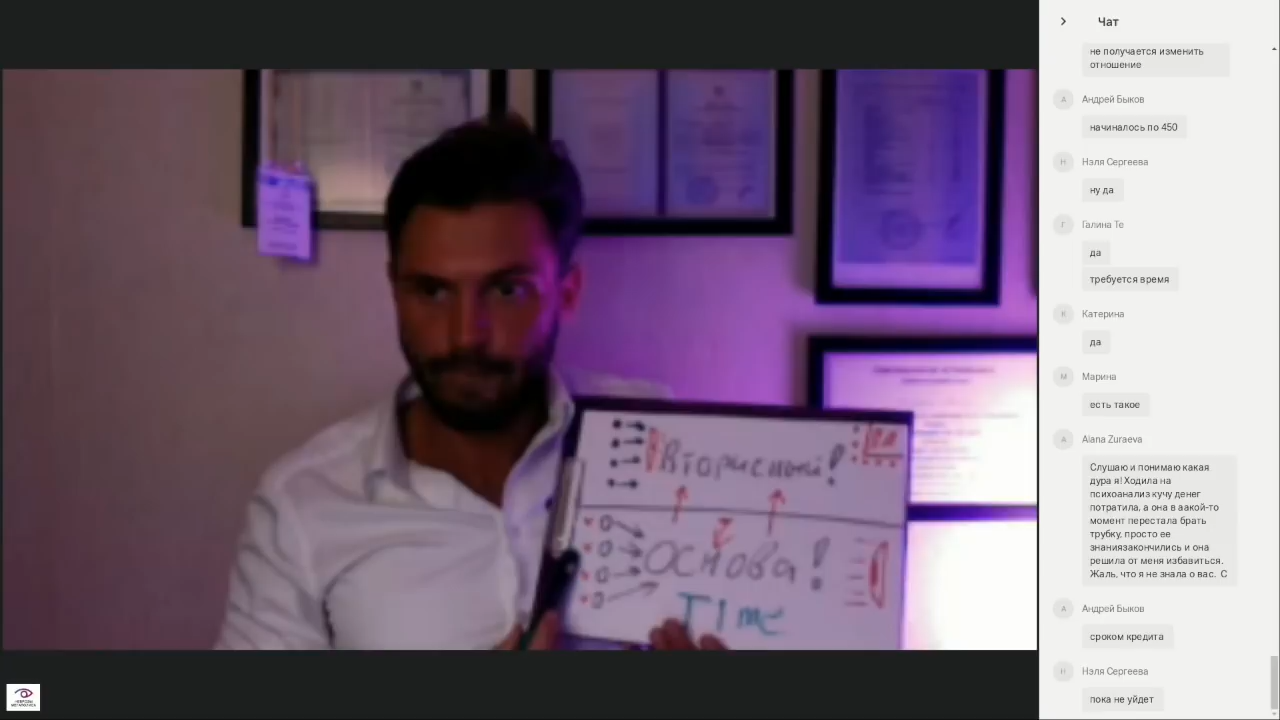 Вторисный!
Основа!
Time
Чат
не получается изменить
отношение
Андрей Быков
начиналось по 450
Нэля Сергеева
ну да
Галина Те
да
требуется время
Катерина
да
Марина
есть такое
Aiana Zuraeva
Слушаю и понимаю какая
дура я! Ходила на
психоанализ кучу денег
потратила, а она в аакой-то
момент перестала брать
трубку, просто ее
знаниязакончились и она
решила от меня избавиться.
Жаль, что я не знала о вас. С
Андрей Быков
сроком кредита
Нэля Сергеева
пока не уйдет